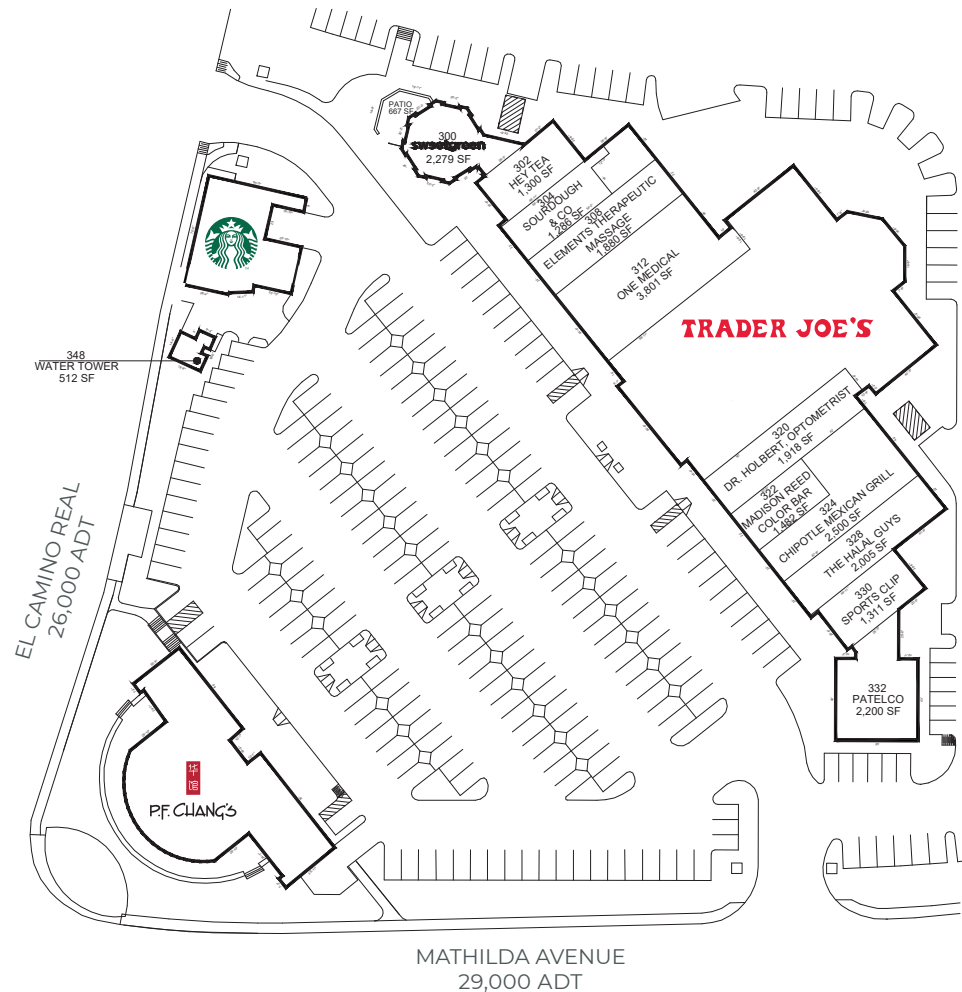 PATIO
667 SF
300
sweetgreen
2,279 SF
302
HEY TEA
1,300 SF
304
SOURDOUGH
& CO
1,286 SF
308
ELEMENTS THERAPEUTIC
MASSAGE
1,880 SF
312
ONE MEDICAL
3,801 SF
TRADER JOE'S
348
WATER TOWER
512 SF
320
DR. HOLBERT, OPTOMETRIST
1,918 SF
322
MADISON REED
COLOR BAR
1,482 SF
324
CHIPOTLE MEXICAN GRILL
2,500 SF
328
THE HALAL GUYS
2,005 SF
330
SPORTS CLIP
1,311 SF
332
PATELCO
2,200 SF
EL CAMINO REAL
26,000 ADT
华
馆
P.F. CHANG'S
MATHILDA AVENUE
29,000 ADT